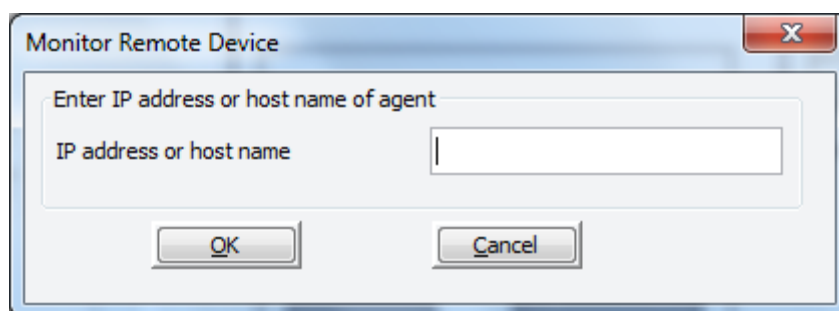 Monitor Remote Device
Enter IP address or host name of agent
IP address or host name
OK
Cancel